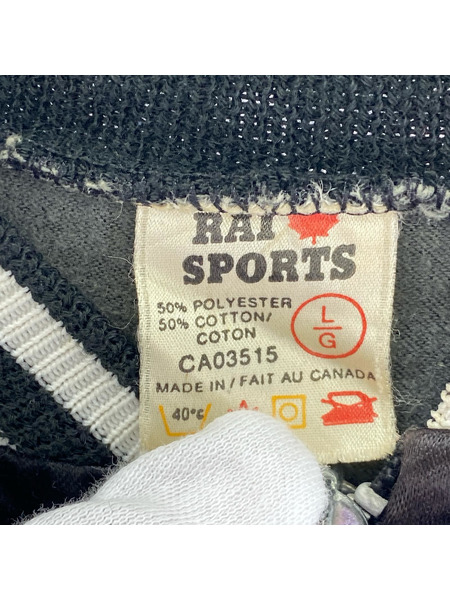 RAI
SPORTS
50% POLYESTER
50% COTTON/
COTON
L
G
CA03515
MADE IN / FAIT AU CANADA
40°C